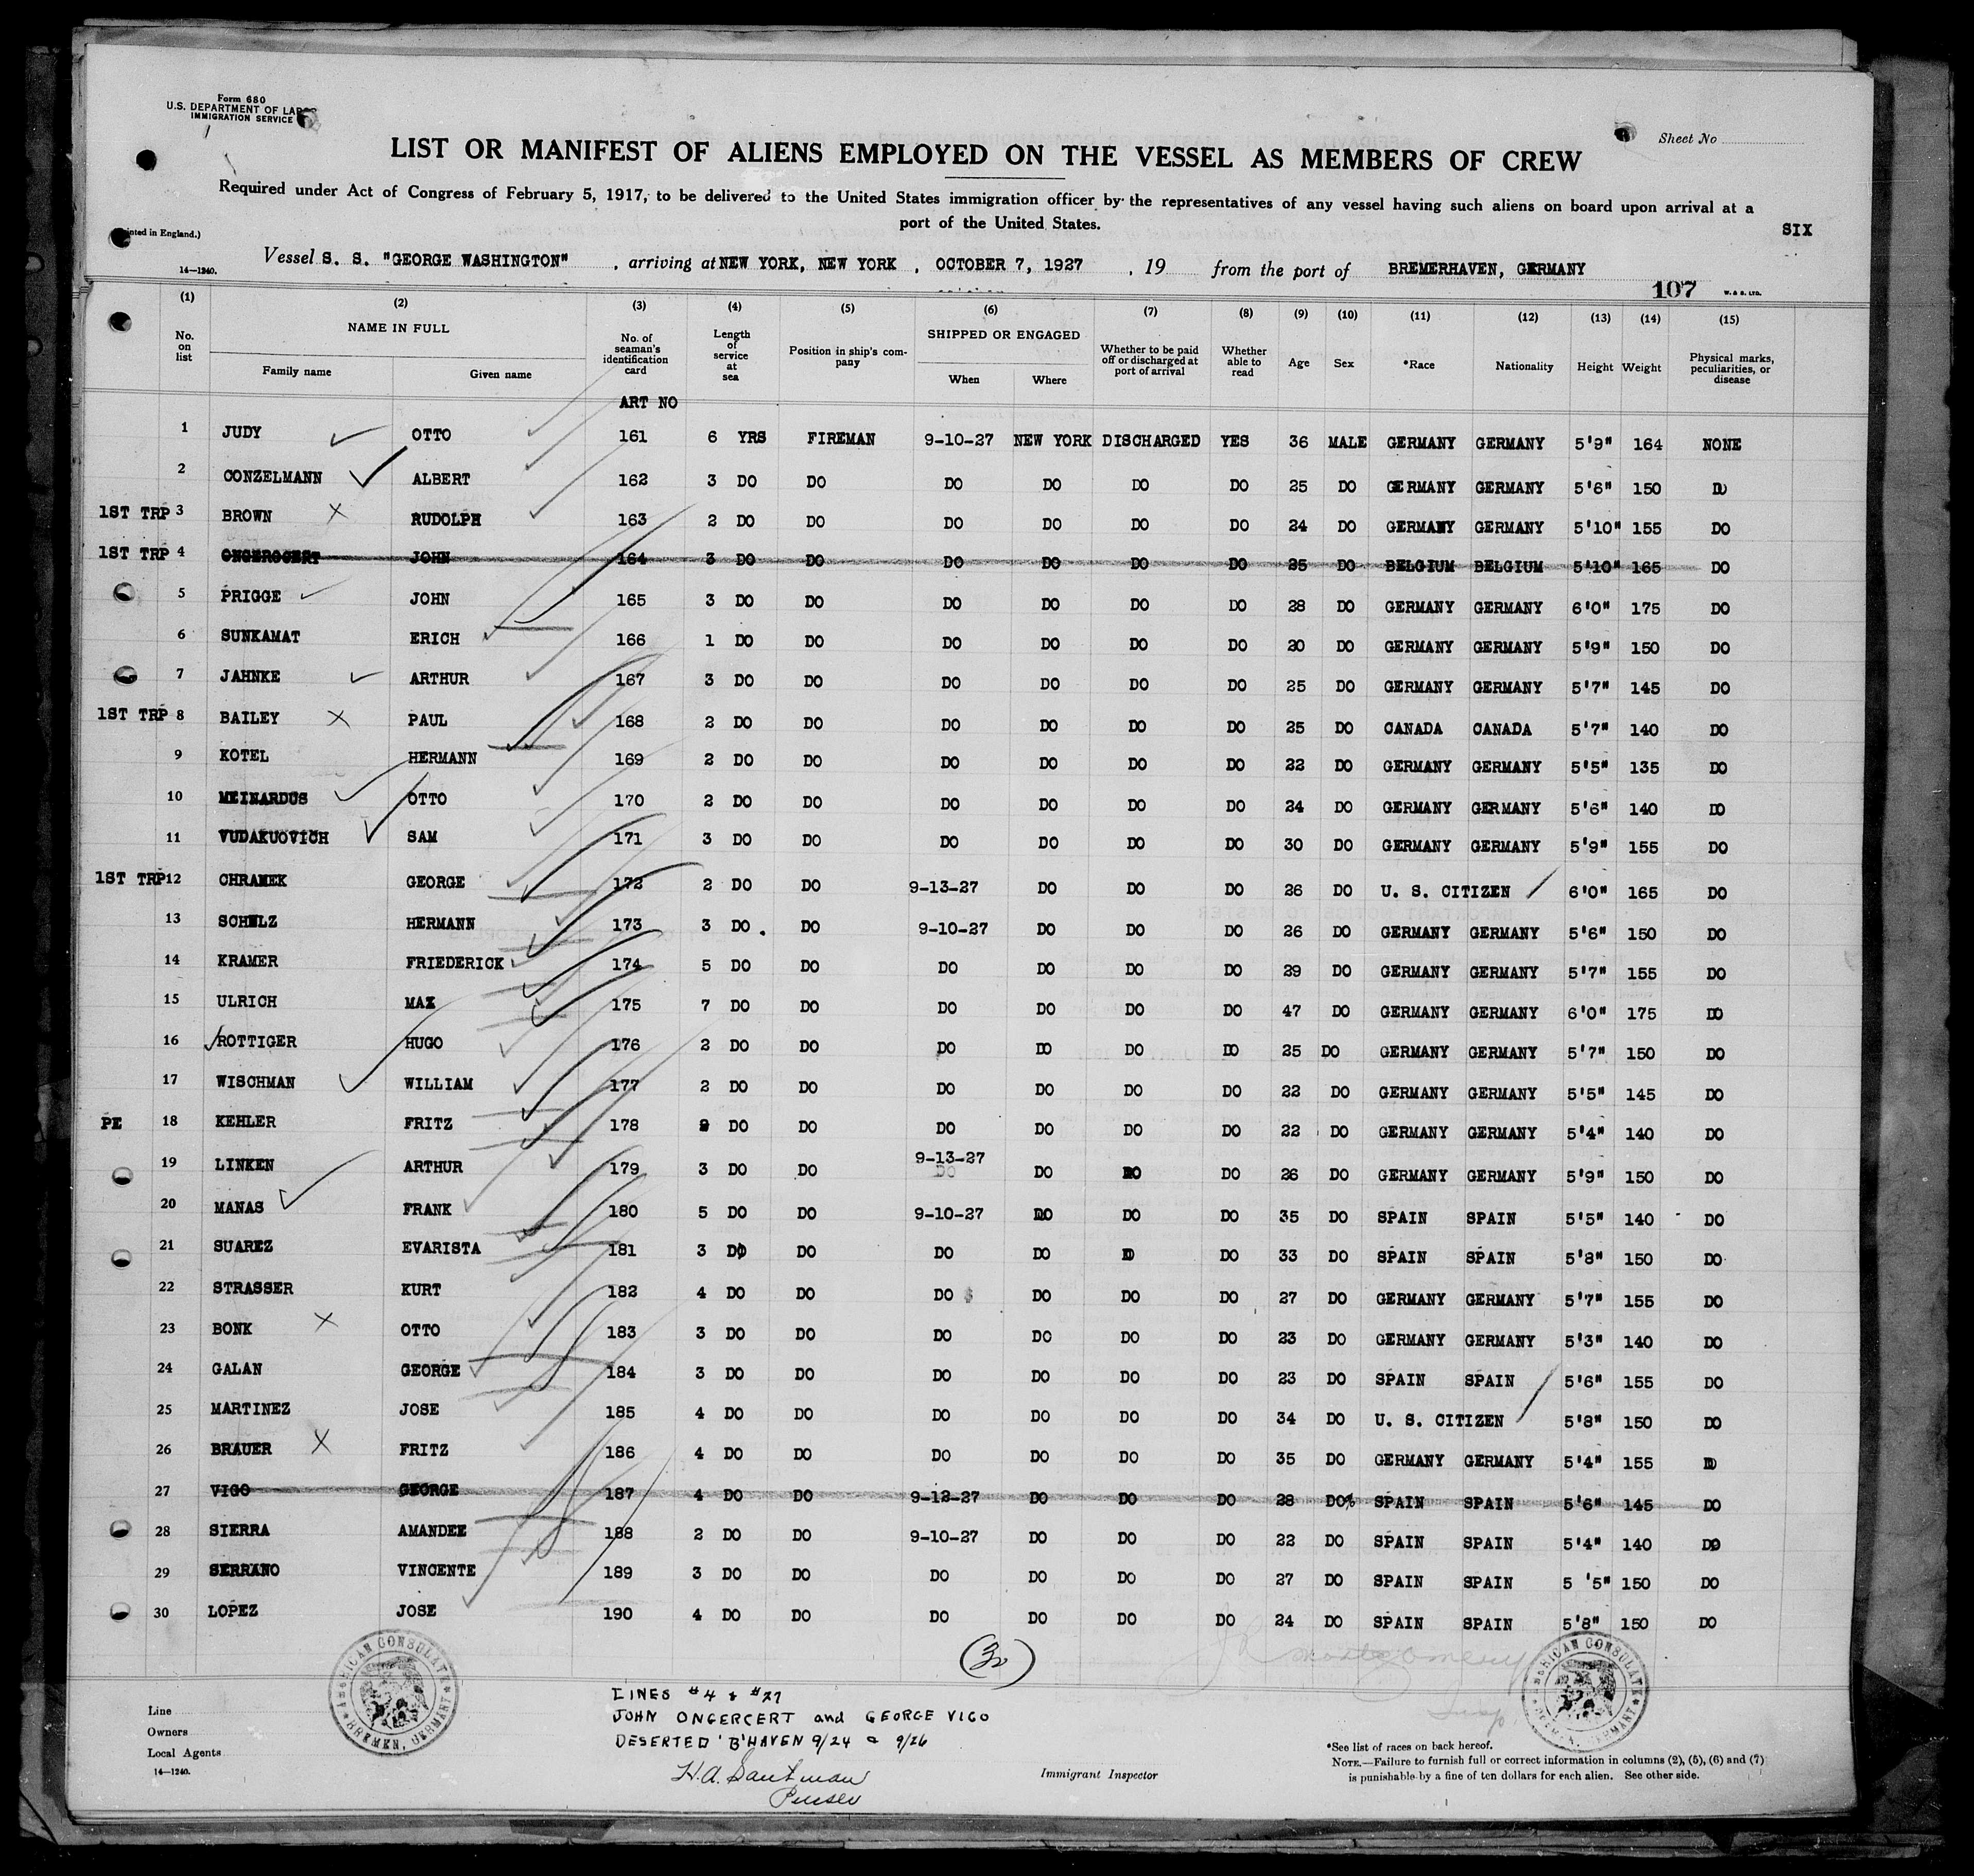 Form 680
U.S. DEPARTMENT OF LABOR
IMMIGRATION SERVICE
Sheet No
LIST OR MANIFEST OF ALIENS EMPLOYED ON THE VESSEL AS MEMBERS OF CREW
Required under Act of Congress of February 5, 1917, to be delivered to the United States immigration officer by the representatives of any vessel having such aliens on board upon arrival at a
port of the United States.
SIX
(Printed in England.)
14—1240.
Vessel S. S. "GEORGE WASHINGTON" , arriving at NEW YORK, NEW YORK , OCTOBER 7, 1927 , 19 from the port of BREMERHAVEN, GERMANY
107 W. & S. LTD.
(1) (2) (3) (4) (5) (6) (7) (8) (9) (10) (11) (12) (13) (14) (15)
No. on list NAME IN FULL Family name Given name No. of seaman's identification card Length of service at sea Position in ship's company SHIPPED OR ENGAGED When Where Whether to be paid off or discharged at port of arrival Whether able to read Age Sex *Race Nationality Height Weight Physical marks, peculiarities, or disease
ART NO
1 JUDY OTTO 161 6 YRS FIREMAN 9-10-27 NEW YORK DISCHARGED YES 36 MALE GERMANY GERMANY 5'9" 164 NONE
2 CONZELMANN ALBERT 162 3 DO DO DO DO DO DO 25 DO GERMANY GERMANY 5'6" 150 DO
1ST TRP 3 BROWN RUDOLPH 163 2 DO DO DO DO DO DO 24 DO GERMANY GERMANY 5'10" 155 DO
1ST TRP 4 ONGEROCERT JOHN 164 3 DO DO DO DO DO DO 25 DO BELGIUM BELGIUM 5'10" 165 DO
5 PRIGGE JOHN 165 3 DO DO DO DO DO DO 28 DO GERMANY GERMANY 6'0" 175 DO
6 SUNKAMAT ERICH 166 1 DO DO DO DO DO DO 20 DO GERMANY GERMANY 5'9" 150 DO
7 JAHNKE ARTHUR 167 3 DO DO DO DO DO DO 25 DO GERMANY GERMANY 5'7" 145 DO
1ST TRP 8 BAILEY PAUL 168 2 DO DO DO DO DO DO 25 DO CANADA CANADA 5'7" 140 DO
9 KOTEL HERMANN 169 2 DO DO DO DO DO DO 22 DO GERMANY GERMANY 5'5" 135 DO
10 MEINARDUS OTTO 170 2 DO DO DO DO DO DO 24 DO GERMANY GERMANY 5'6" 140 DO
11 VUDAKUOVICH SAM 171 3 DO DO DO DO DO DO 30 DO GERMANY GERMANY 5'9" 155 DO
1ST TRP 12 CHRAMEK GEORGE 172 2 DO DO 9-13-27 DO DO DO 26 DO U. S. CITIZEN 6'0" 165 DO
13 SCHELZ HERMANN 173 3 DO . DO 9-10-27 DO DO DO 26 DO GERMANY GERMANY 5'6" 150 DO
14 KRAMER FRIEDERICK 174 5 DO DO DO DO DO DO 29 DO GERMANY GERMANY 5'7" 155 DO
15 ULRICH MAX 175 7 DO DO DO DO DO DO 47 DO GERMANY GERMANY 6'0" 175 DO
16 ROTTIGER HUGO 176 2 DO DO DO DO DO DO 25 DO GERMANY GERMANY 5'7" 150 DO
17 WISCHMAN WILLIAM 177 2 DO DO DO DO DO DO 22 DO GERMANY GERMANY 5'5" 145 DO
PE 18 KEHLER FRITZ 178 2 DO DO DO DO DO DO 22 DO GERMANY GERMANY 5'4" 140 DO
19 LINKEN ARTHUR 179 3 DO DO 9-13-27 DO DO DO 26 DO GERMANY GERMANY 5'9" 150 DO
20 MANAS FRANK 180 5 DO DO 9-10-27 DO DO DO 35 DO SPAIN SPAIN 5'5" 140 DO
21 SUAREZ EVARISTA 181 3 DO DO DO DO D DO 33 DO SPAIN SPAIN 5'8" 150 DO
22 STRASSER KURT 182 4 DO DO DO DO DO DO 27 DO GERMANY GERMANY 5'7" 155 DO
23 BONK OTTO 183 3 DO DO DO DO DO DO 23 DO GERMANY GERMANY 5'3" 140 DO
24 GALAN GEORGE 184 3 DO DO DO DO DO DO 23 DO SPAIN SPAIN 5'6" 155 DO
25 MARTINEZ JOSE 185 4 DO DO DO DO DO DO 34 DO U. S. CITIZEN 5'8" 150 DO
26 BRAUER FRITZ 186 4 DO DO DO DO DO DO 35 DO GERMANY GERMANY 5'4" 155 DO
27 VIGO GEORGE 187 4 DO DO 9-12-27 DO DO DO 28 DO% SPAIN SPAIN 5'6" 145 DO
28 SIERRA AMANDEE 188 2 DO DO 9-10-27 DO DO DO 22 DO SPAIN SPAIN 5'4" 140 DO
29 SERRANO VINCENTE 189 3 DO DO DO DO DO DO 27 DO SPAIN SPAIN 5 '5" 150 DO
30 LOPEZ JOSE 190 4 DO DO DO DO DO DO 24 DO SPAIN SPAIN 5'8" 150 DO
(30)
Montgomery
Insp.
AMERICAN CONSULATE BREMEN, GERMANY
AMERICAN CONSULATE BREMEN, GERMANY
LINES #4 & #27
JOHN ONGERCERT and GEORGE VIGO
DESERTED 'B'HAVEN 9/24 & 9/26
H.A. Sautman
Purser
Line
Owners
Local Agents
14—1240.
Immigrant Inspector
*See list of races on back hereof.
NOTE.—Failure to furnish full or correct information in columns (2), (5), (6) and (7)
is punishable by a fine of ten dollars for each alien. See other side.